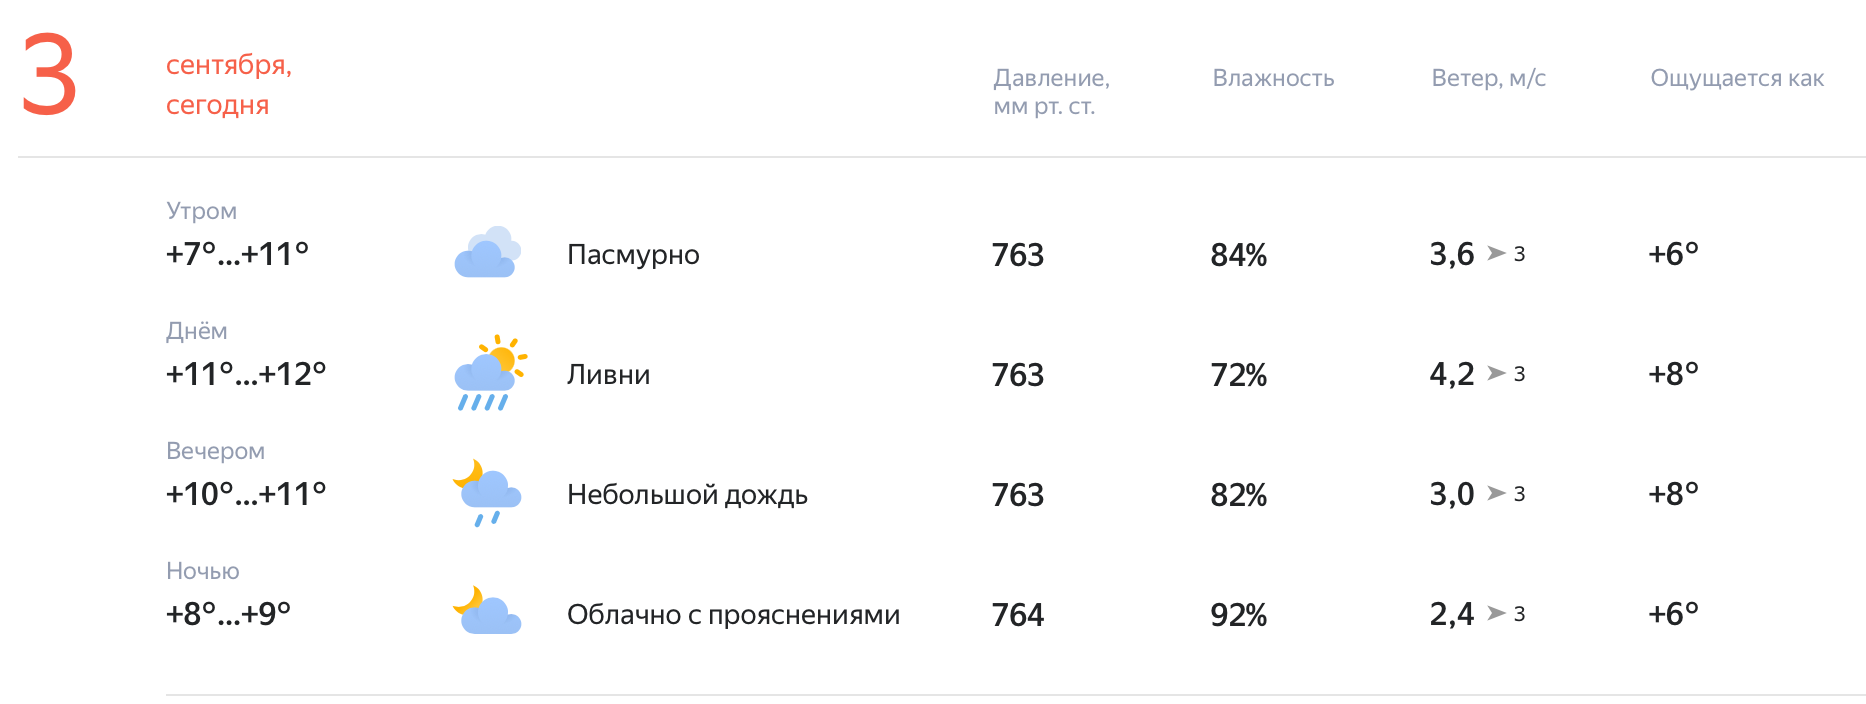 3
сентября,
сегодня
Давление,
мм рт. ст.
Влажность
Ветер, м/с
Ощущается как
Утром
+7°...+11° Пасмурно 763 84% 3,6 З +6°
Днём
+11°...+12° Ливни 763 72% 4,2 З +8°
Вечером
+10°...+11° Небольшой дождь 763 82% 3,0 З +8°
Ночью
+8°...+9° Облачно с прояснениями 764 92% 2,4 З +6°